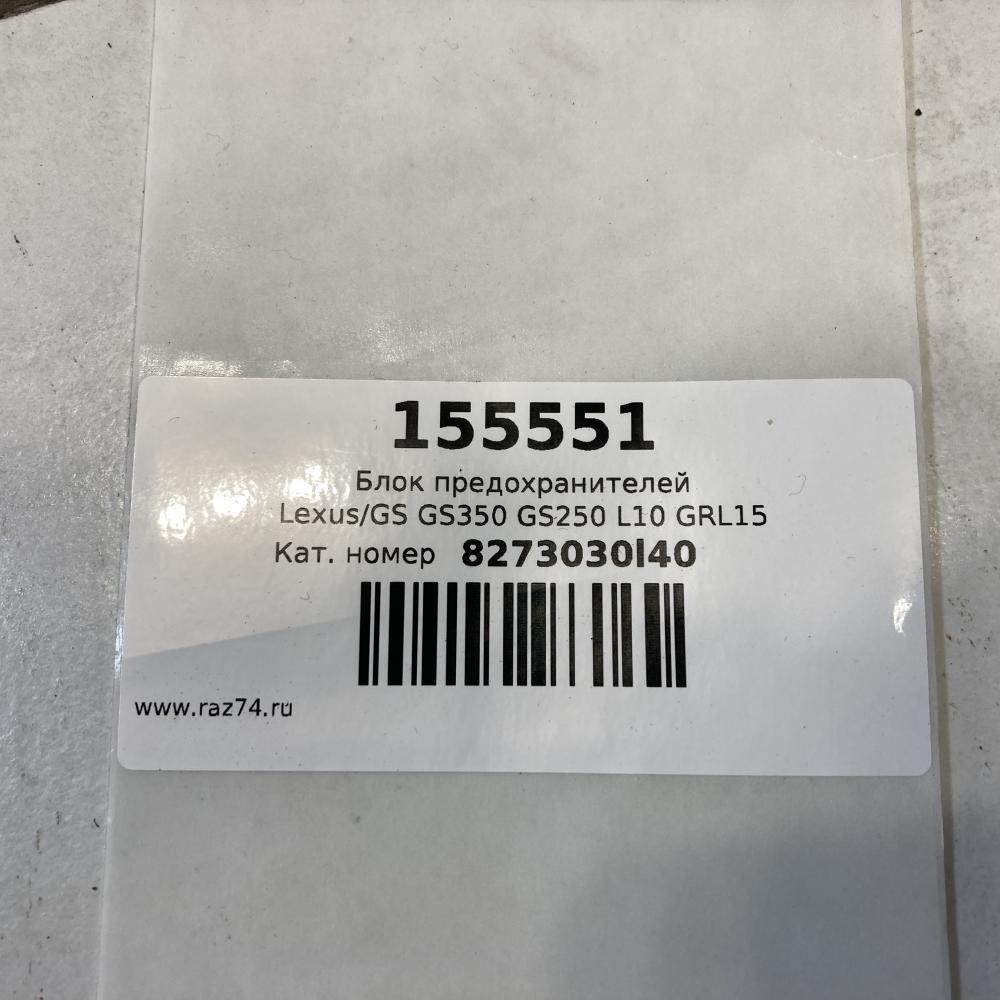 155551
Блок предохранителей
Lexus/GS GS350 GS250 L10 GRL15
Кат. номер 8273030l40
www.raz74.ru